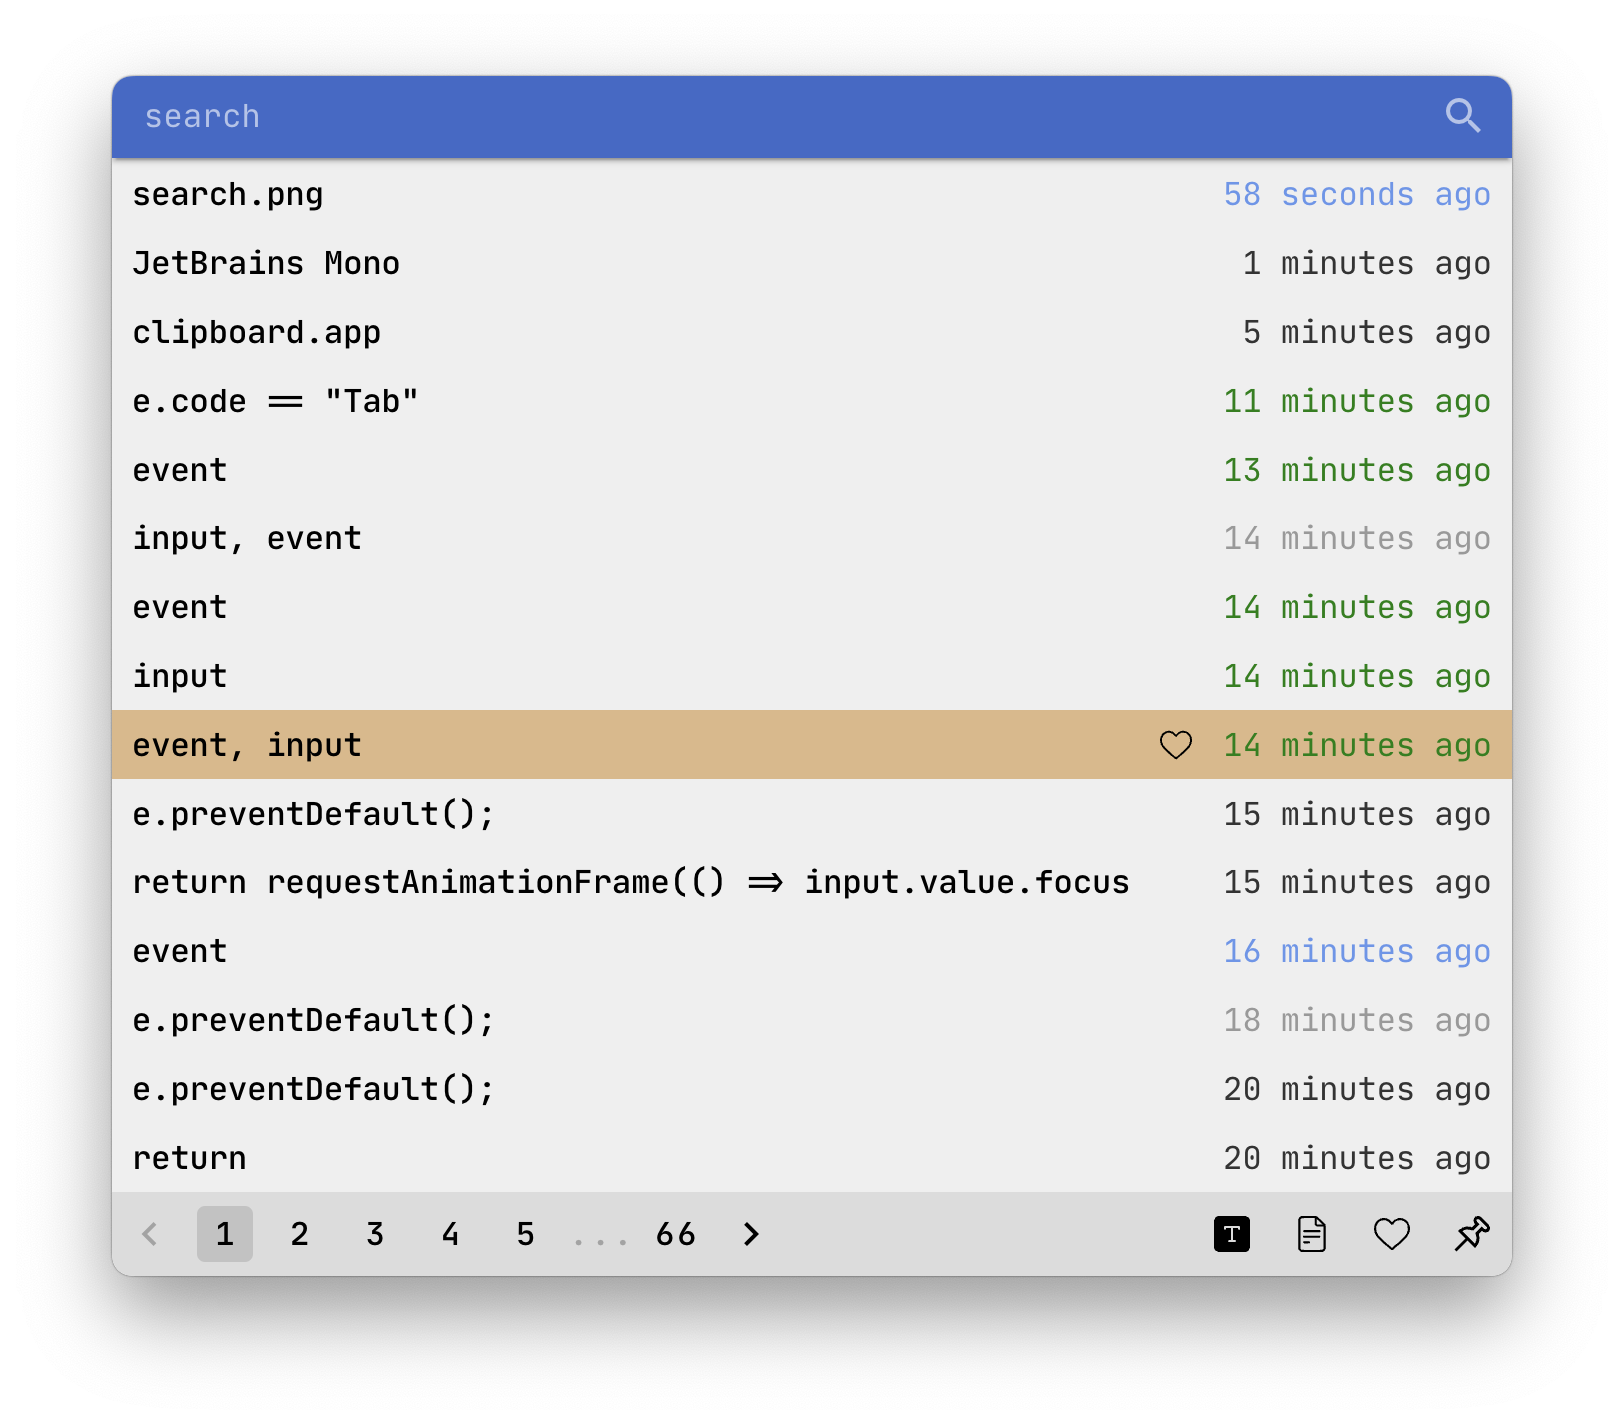 search
search.png 58 seconds ago
JetBrains Mono 1 minutes ago
clipboard.app 5 minutes ago
e.code == "Tab" 11 minutes ago
event 13 minutes ago
input, event 14 minutes ago
event 14 minutes ago
input 14 minutes ago
event, input 14 minutes ago
e.preventDefault(); 15 minutes ago
return requestAnimationFrame(() => input.value.focus 15 minutes ago
event 16 minutes ago
e.preventDefault(); 18 minutes ago
e.preventDefault(); 20 minutes ago
return 20 minutes ago
< 1 2 3 4 5 ... 66 > T